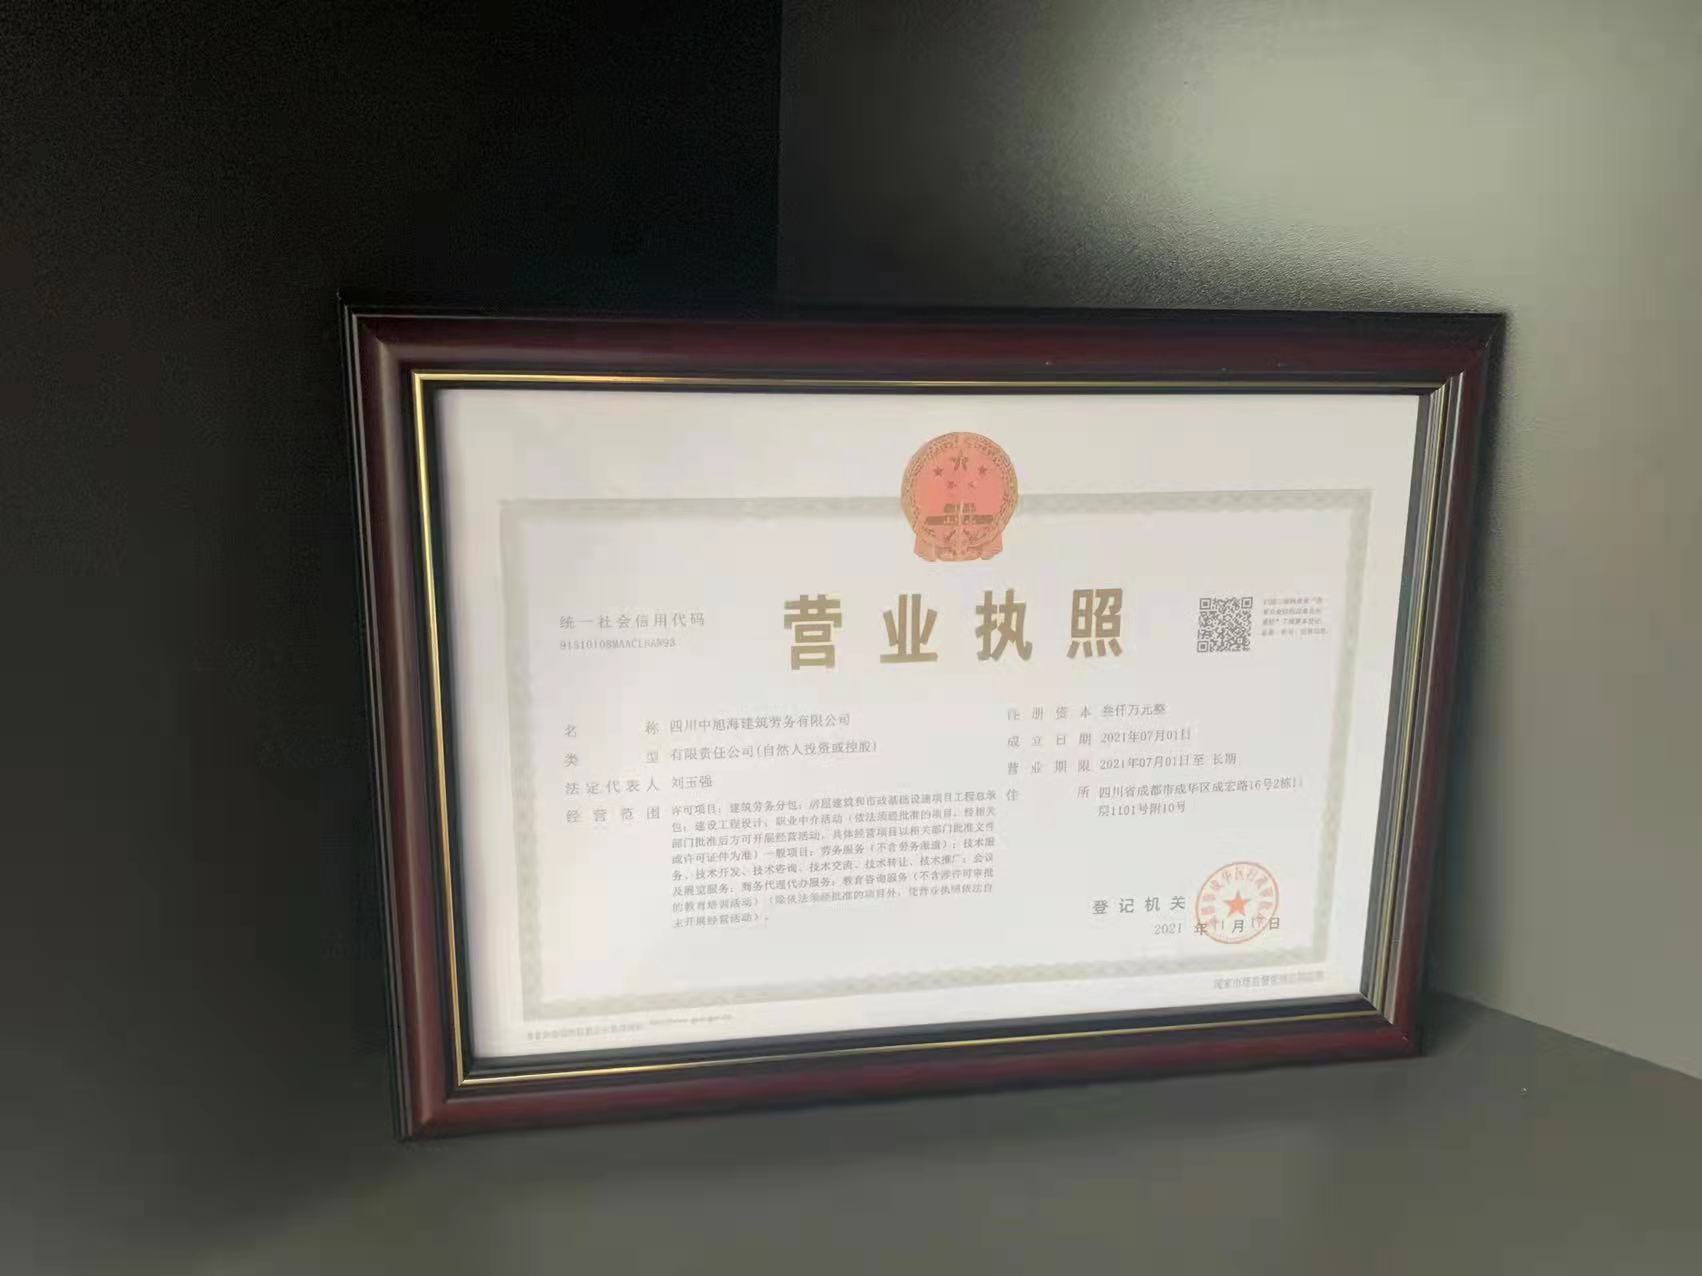 营业执照
统一社会信用代码
名称 四川中旭海建筑劳务有限公司
类型 有限责任公司(自然人投资或控股)
法定代表人 刘玉强
经营范围 许可项目：建筑劳务分包；房屋建筑和市政基础设施项目工程总承
包；建设工程设计；职业中介活动（依法须经批准的项目，经相关
部门批准后方可开展经营活动，具体经营项目以相关部门批准文件
或许可证件为准）一般项目：劳务服务（不含劳务派遣）；技术服
务、技术开发、技术咨询、技术交流、技术转让、技术推广；会议
及展览服务；商务代理代办服务；教育咨询服务（不含涉许可审批
的教育培训活动）（除依法须经批准的项目外，凭营业执照依法自
主开展经营活动）。
注册资本 叁仟万元整
成立日期 2021年07月01日
营业期限 2021年07月01日至 长期
住所 四川省成都市成华区成宏路16号2栋11
层1101号附10号
登记机关
2021 年 11 月 日